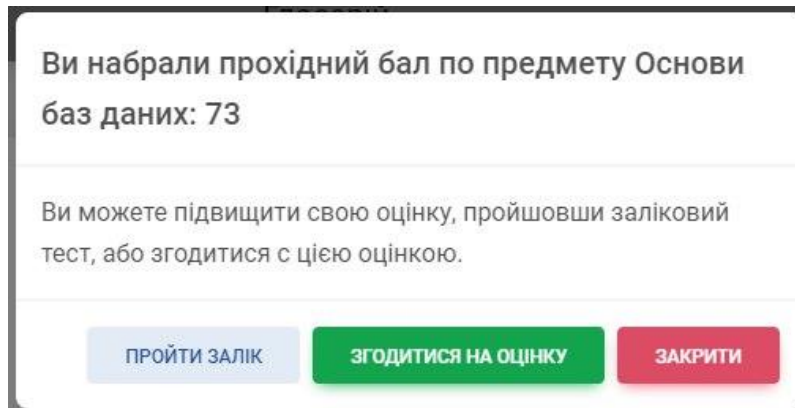 Ви набрали прохідний бал по предмету Основи
баз даних: 73
Ви можете підвищити свою оцінку, пройшовши заліковий
тест, або згодитися с цією оцінкою.
ПРОЙТИ ЗАЛІК ЗГОДИТИСЯ НА ОЦІНКУ ЗАКРИТИ